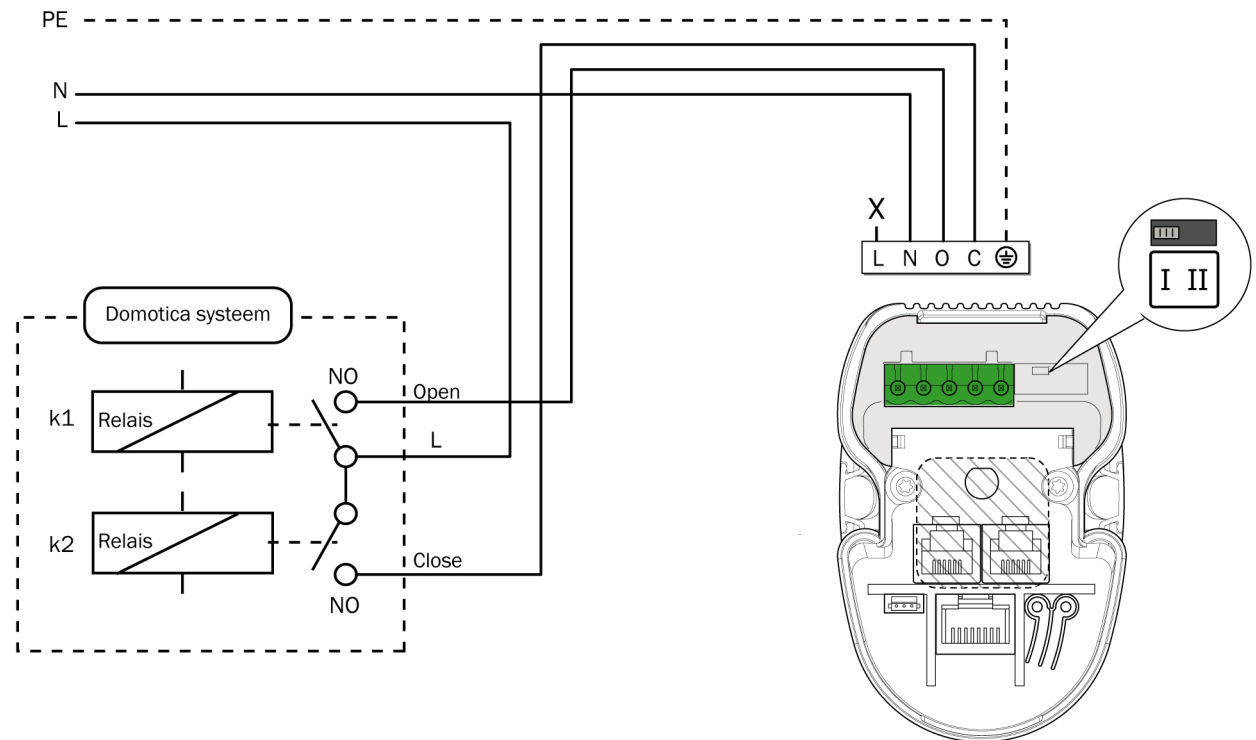 PE
N
L
X
L N O C
I II
Domotica systeem
NO
Open
k1 Relais
L
k2 Relais
Close
NO